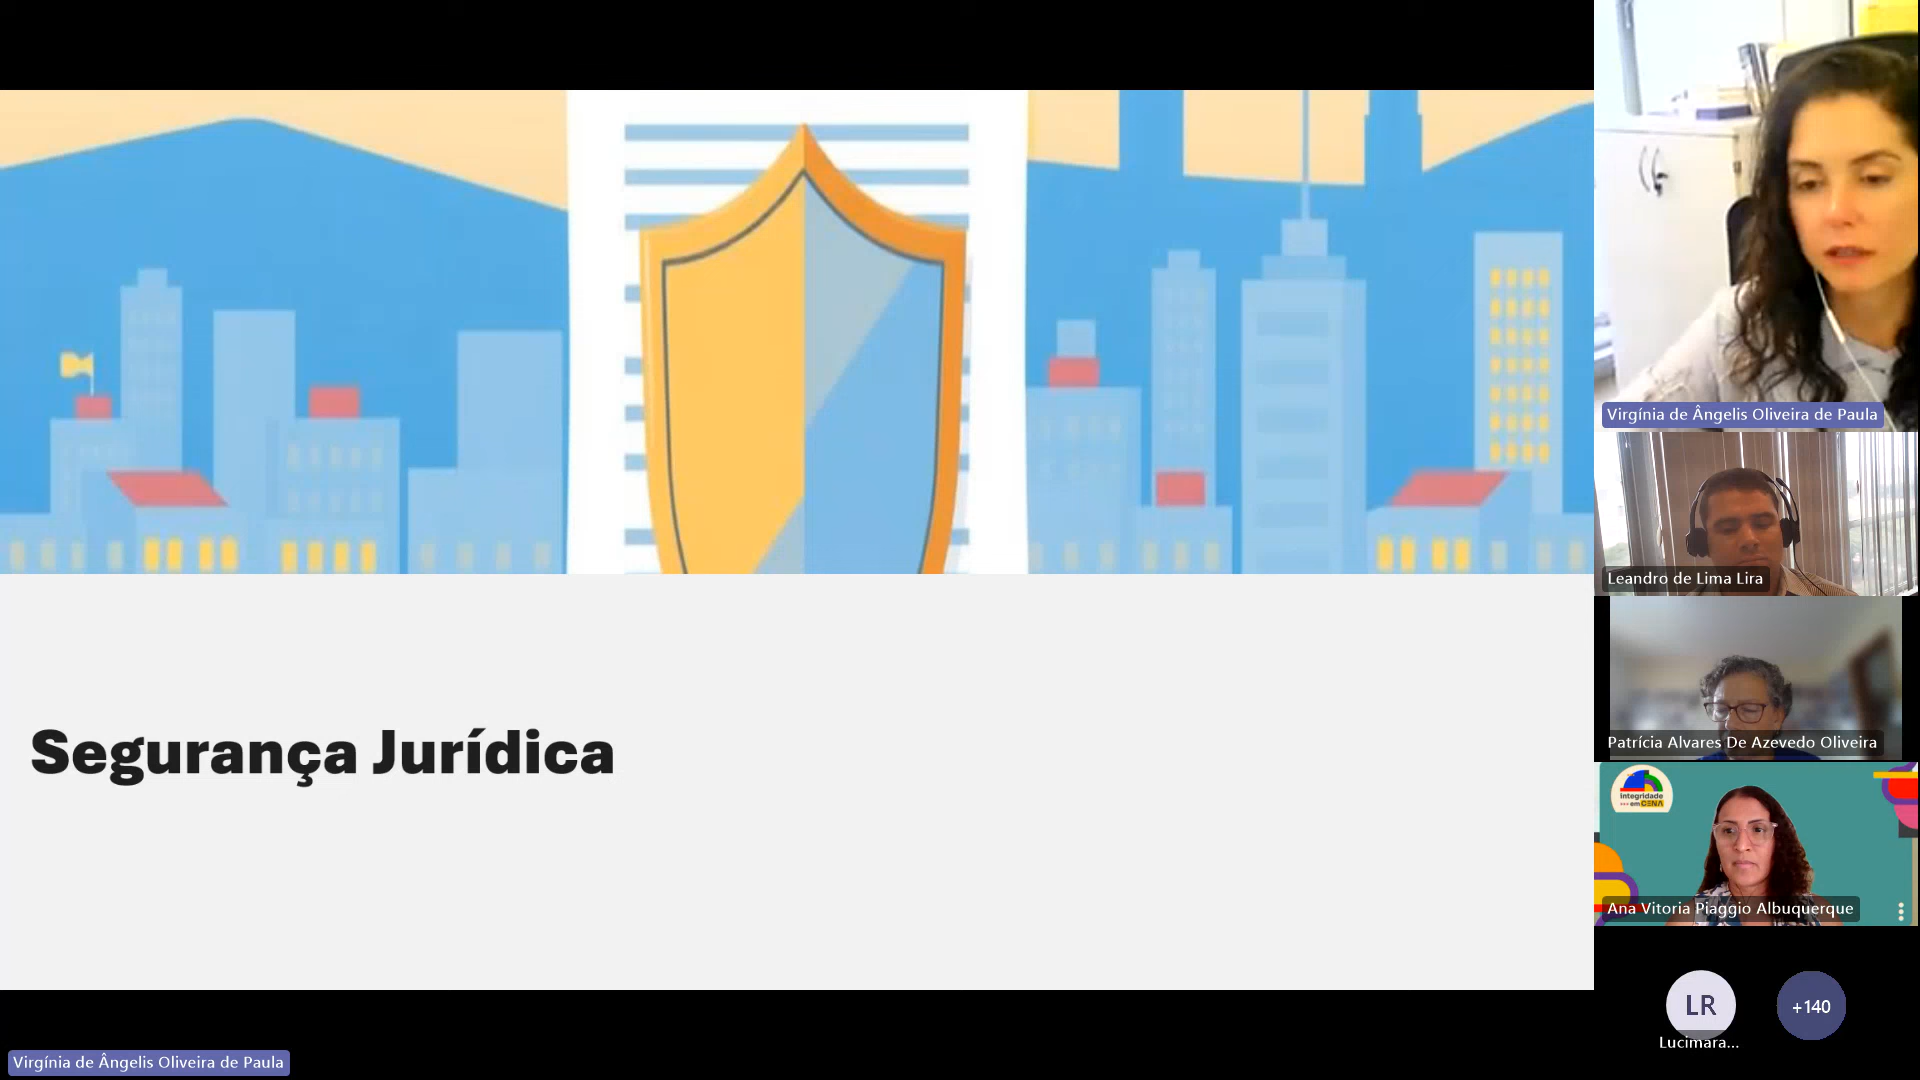 Segurança Jurídica
Virgínia de Ângelis Oliveira de Paula
Virgínia de Ângelis Oliveira de Paula
Leandro de Lima Lira
Patrícia Alvares De Azevedo Oliveira
Integridade
em CENA
Ana Vitoria Piaggio Albuquerque
LR
+140
Lucimara...